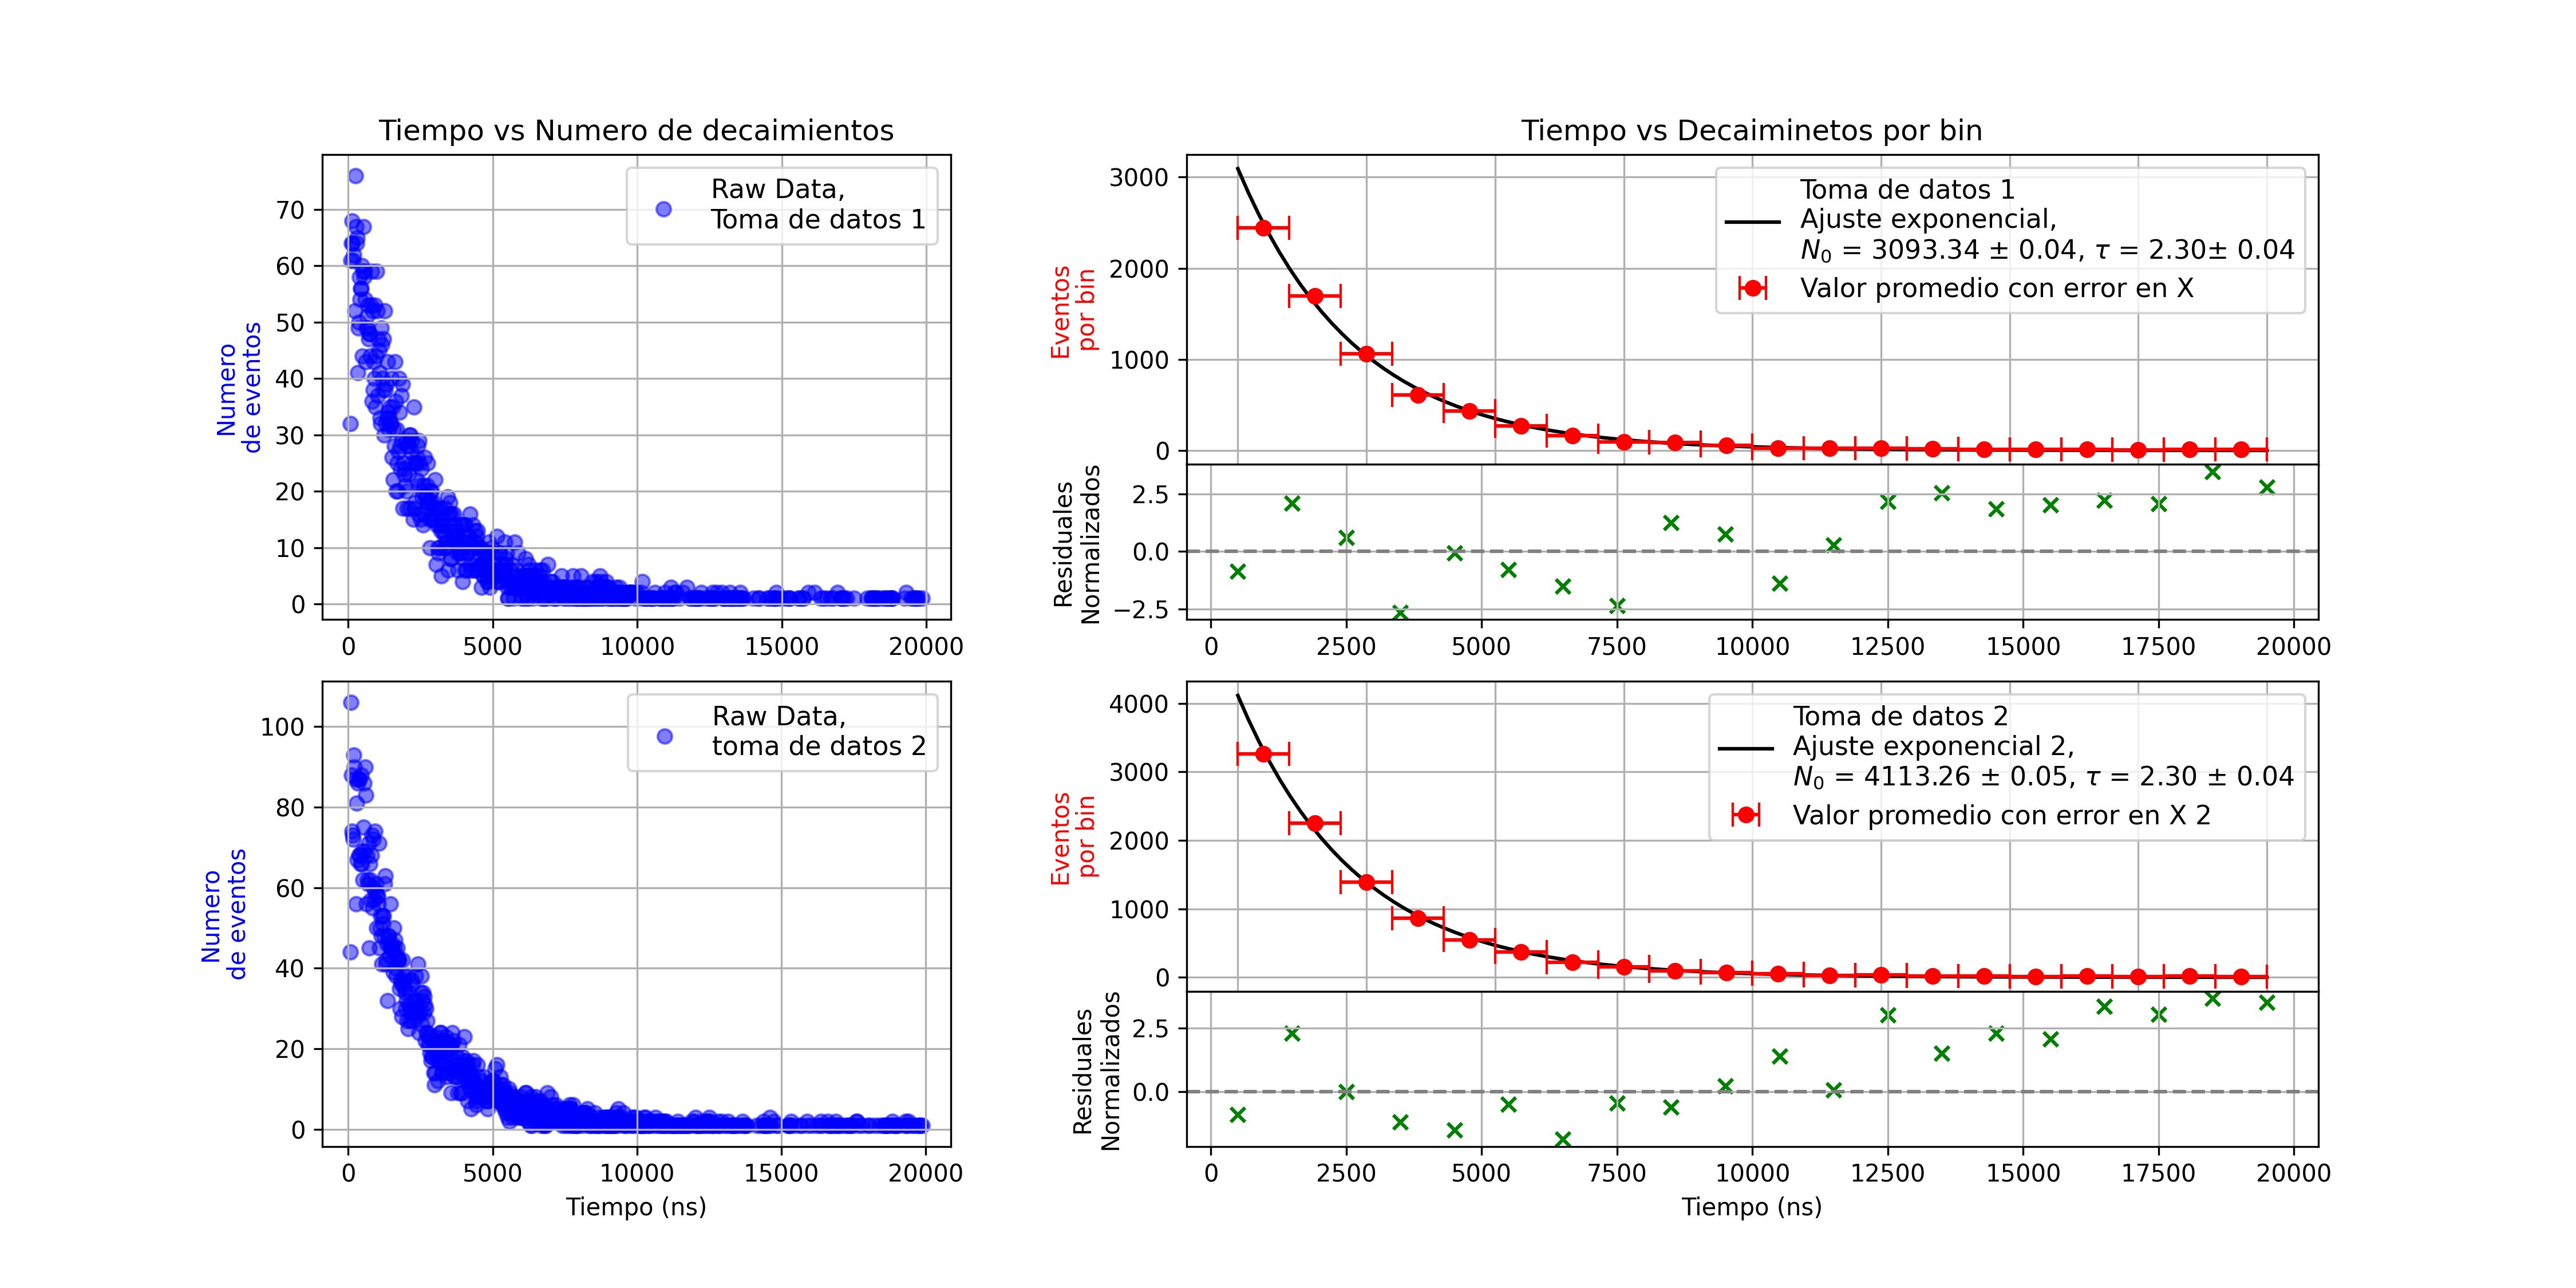 Tiempo vs Numero de decaimientos
Numero
de eventos
70
60
50
40
30
20
10
0
Raw Data,
Toma de datos 1
0 5000 10000 15000 20000
Tiempo vs Decaiminetos por bin
Eventos
por bin
3000
2000
1000
0
Toma de datos 1
Ajuste exponencial,
N₀ = 3093.34 ± 0.04, τ = 2.30± 0.04
Valor promedio con error en X
Residuales
Normalizados
2.5
0.0
−2.5
0 2500 5000 7500 10000 12500 15000 17500 20000
Numero
de eventos
100
80
60
40
20
0
Raw Data,
toma de datos 2
0 5000 10000 15000 20000
Tiempo (ns)
Eventos
por bin
4000
3000
2000
1000
0
Toma de datos 2
Ajuste exponencial 2,
N₀ = 4113.26 ± 0.05, τ = 2.30 ± 0.04
Valor promedio con error en X 2
Residuales
Normalizados
2.5
0.0
0 2500 5000 7500 10000 12500 15000 17500 20000
Tiempo (ns)